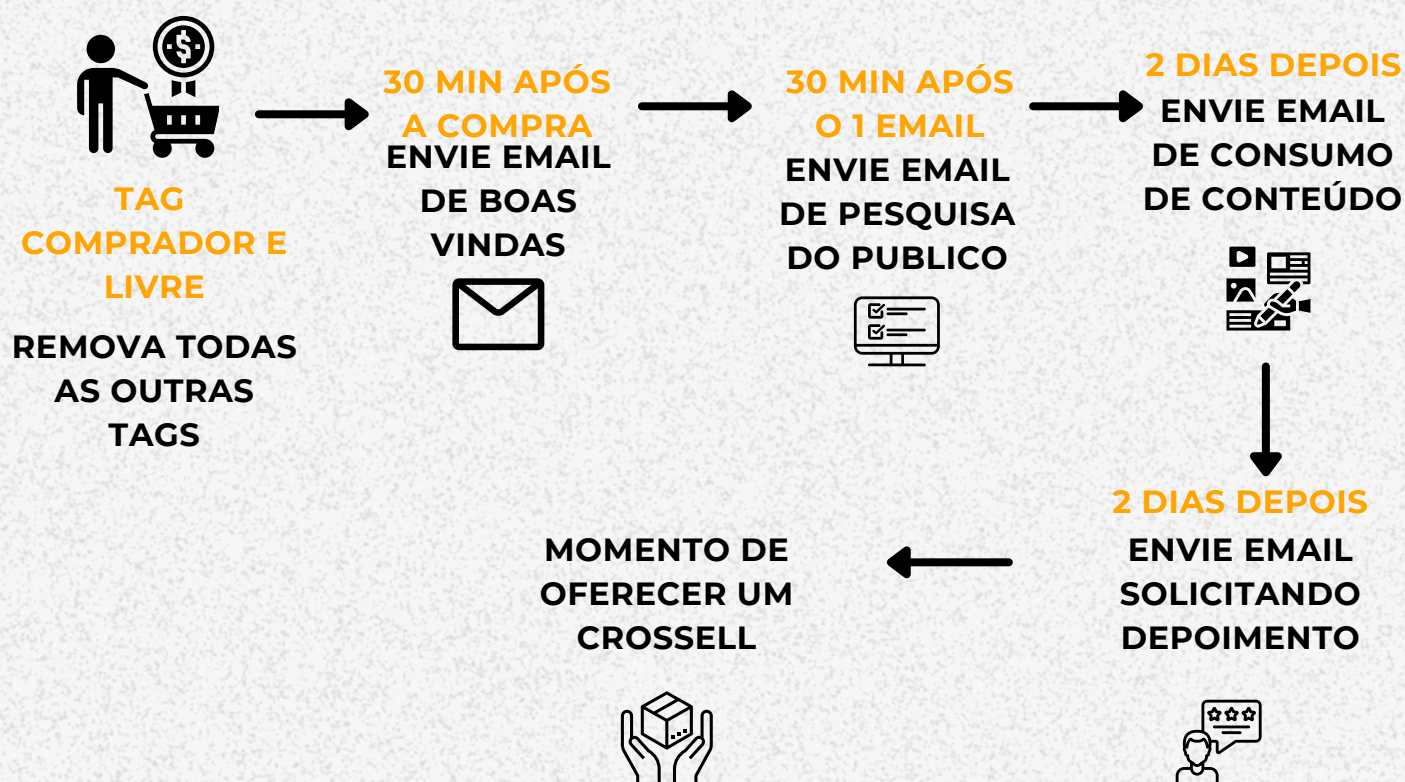 TAG
COMPRADOR E
LIVRE
REMOVA TODAS
AS OUTRAS
TAGS
30 MIN APÓS
A COMPRA
ENVIE EMAIL
DE BOAS
VINDAS
30 MIN APÓS
O 1 EMAIL
ENVIE EMAIL
DE PESQUISA
DO PUBLICO
2 DIAS DEPOIS
ENVIE EMAIL
DE CONSUMO
DE CONTEÚDO
2 DIAS DEPOIS
ENVIE EMAIL
SOLICITANDO
DEPOIMENTO
MOMENTO DE
OFERECER UM
CROSSELL